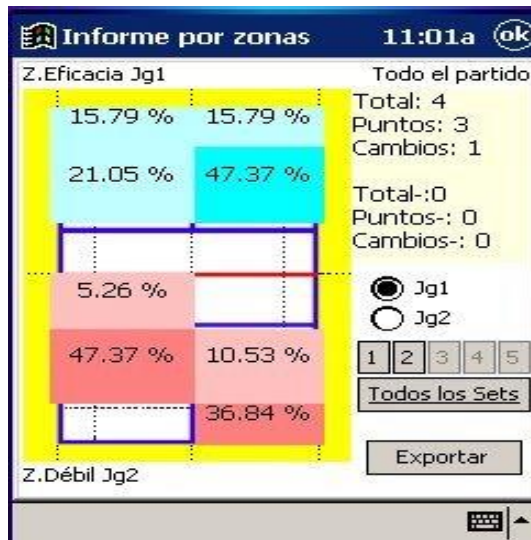 Informe por zonas 11:01a ok
Z.Eficacia Jg1 Todo el partido
15.79 % 15.79 %
21.05 % 47.37 %
5.26 %
47.37 % 10.53 %
36.84 %
Z.Débil Jg2
Total: 4
Puntos: 3
Cambios: 1
Total-:0
Puntos-: 0
Cambios-: 0
Jg1
Jg2
1 2 3 4 5
Todos los Sets
Exportar